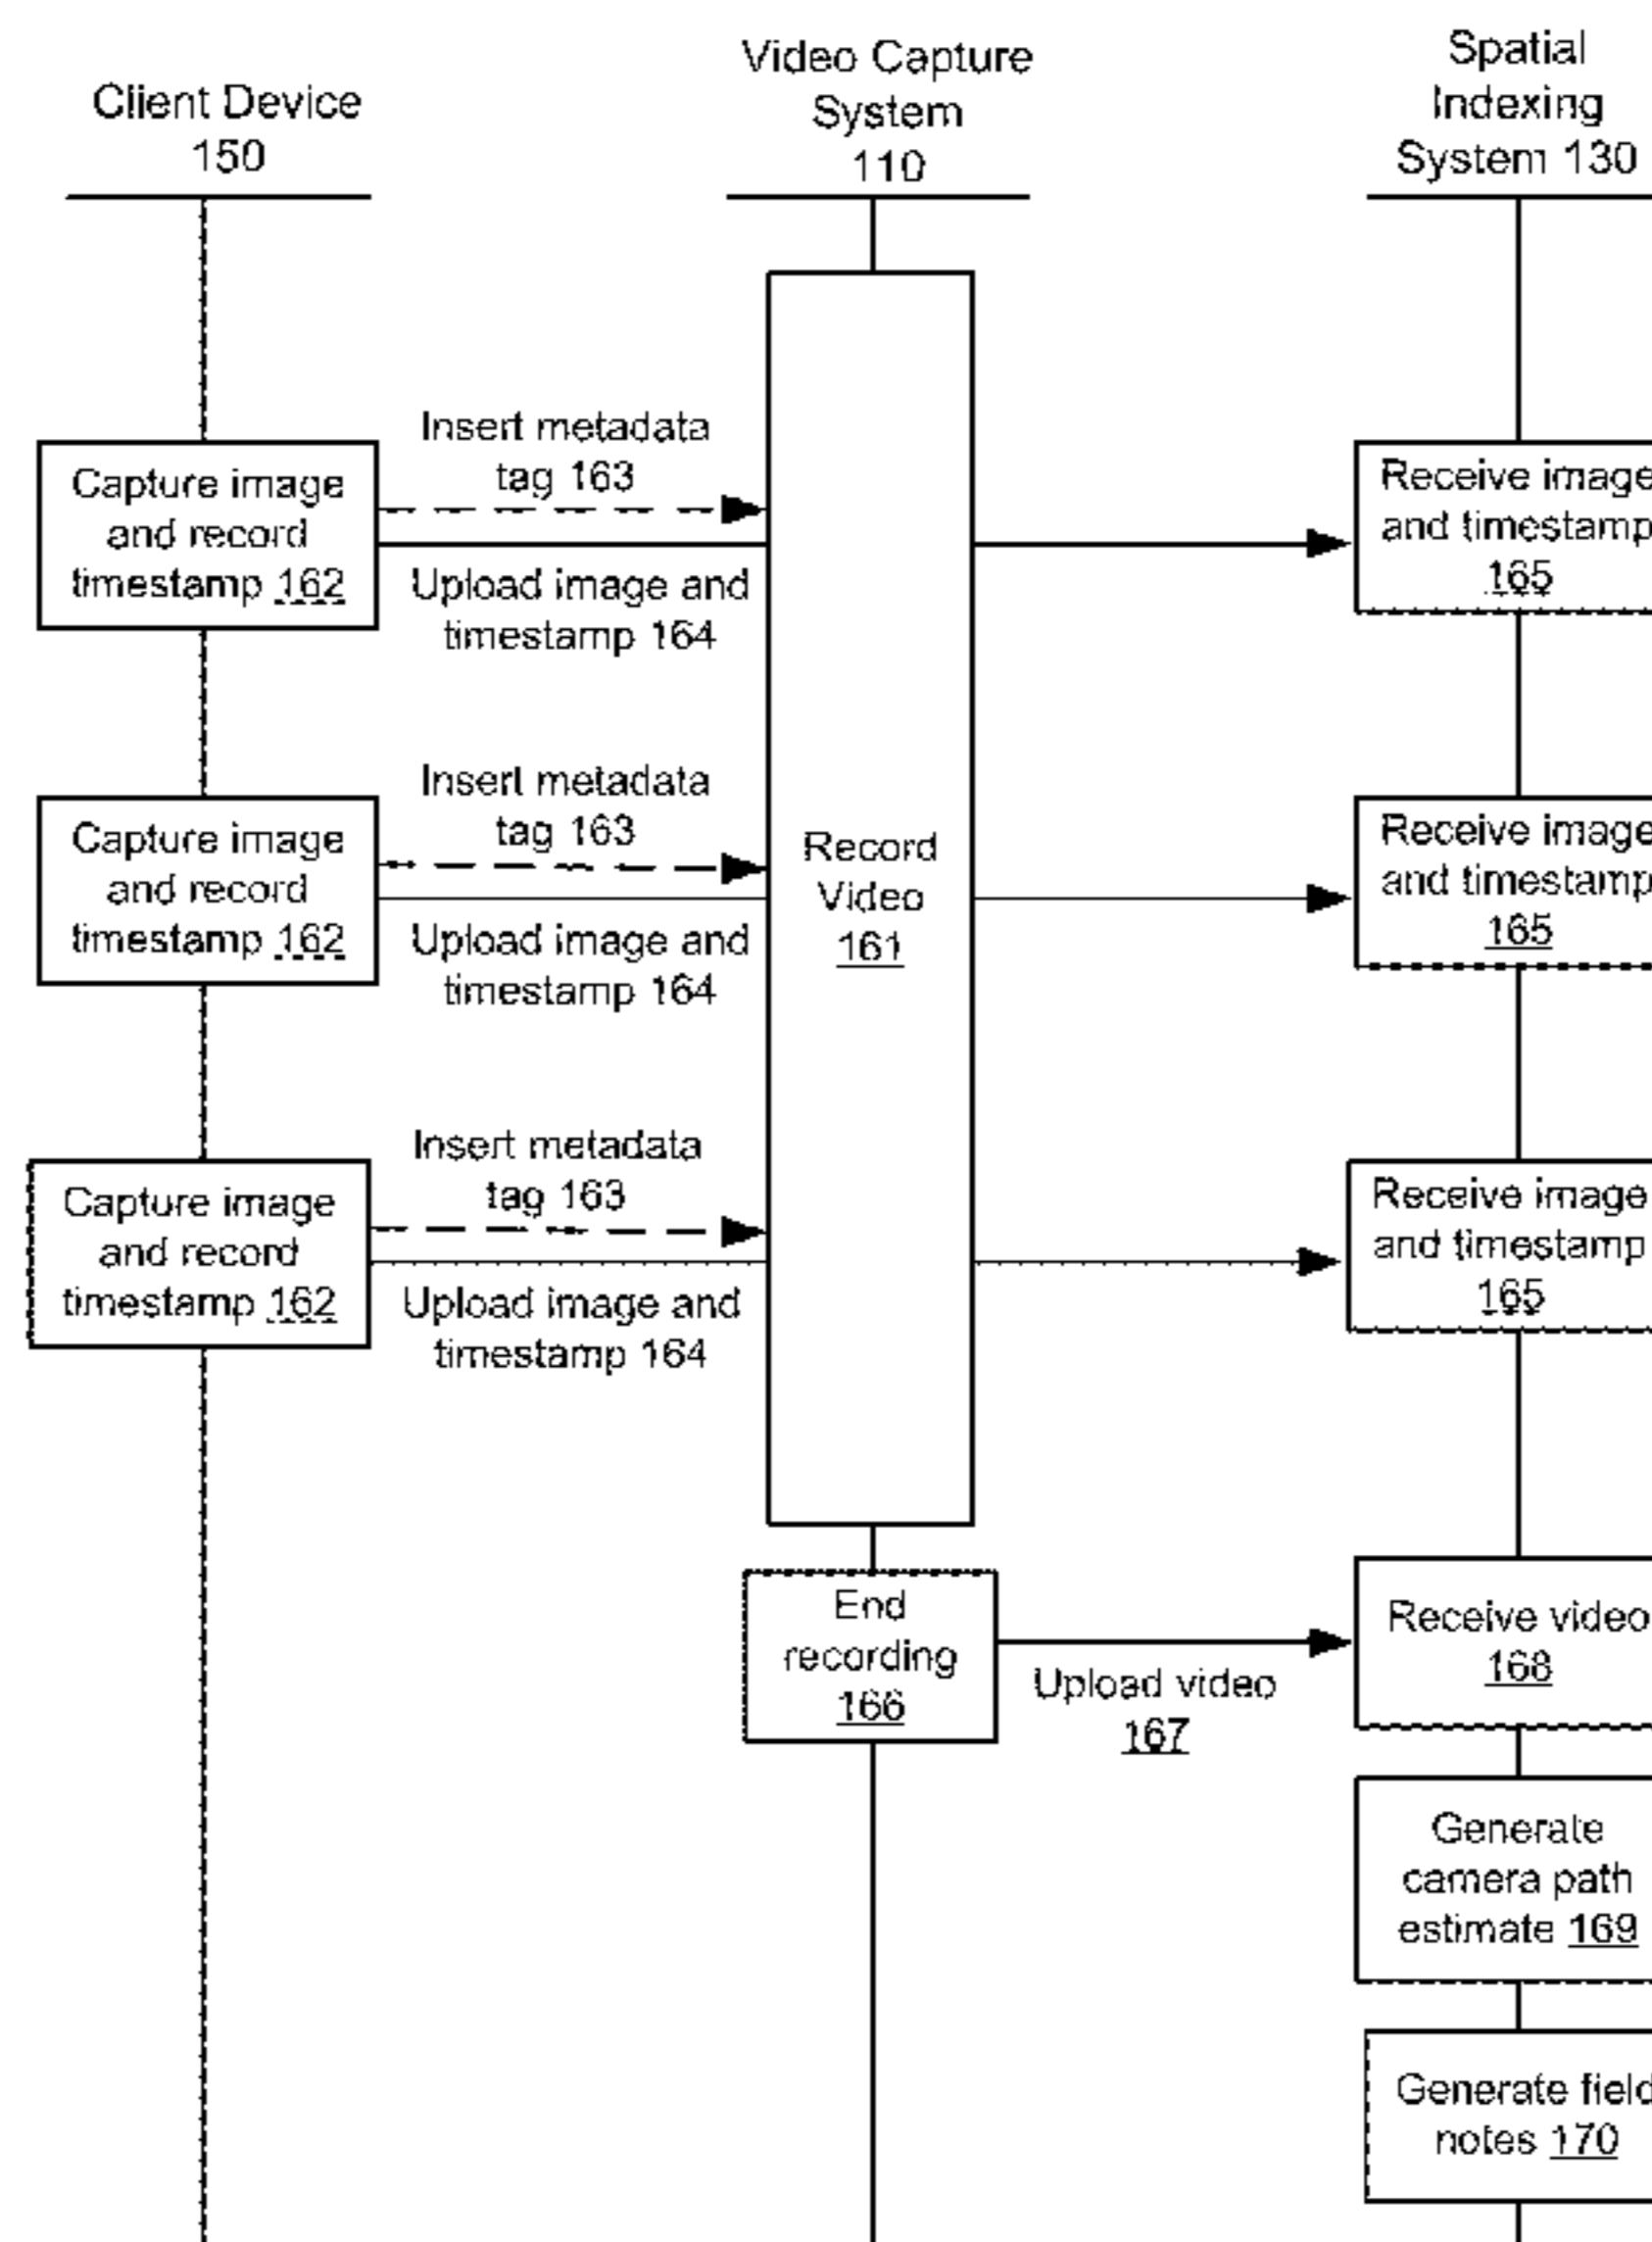 Client Device
150
Video Capture
System
110
Spatial
Indexing
System 130
Insert metadata
tag 163
Capture image
and record
timestamp 162
Upload image and
timestamp 164
Receive image
and timestamp
165
Insert metadata
tag 163
Capture image
and record
timestamp 162
Upload image and
timestamp 164
Record
Video
161
Receive image
and timestamp
165
Insert metadata
tag 163
Capture image
and record
timestamp 162
Upload image and
timestamp 164
Receive image
and timestamp
165
End
recording
166
Upload video
167
Receive video
168
Generate
camera path
estimate 169
Generate field
notes 170